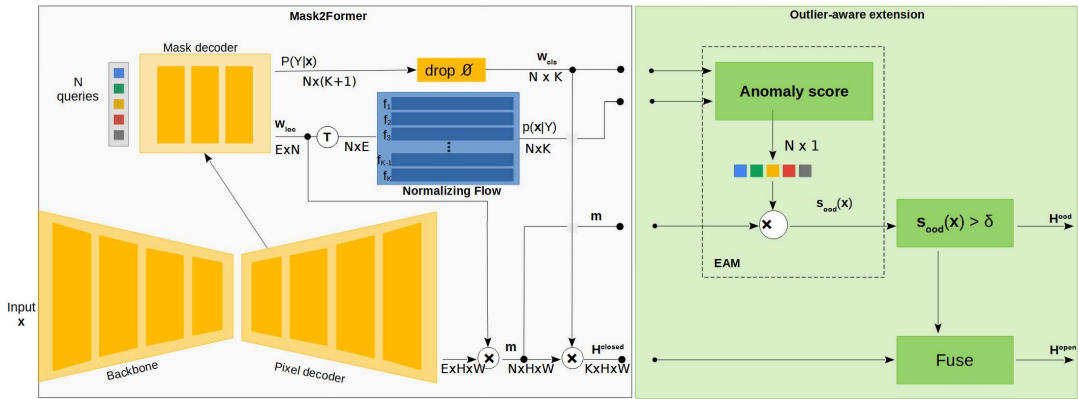 Mask2Former
Outlier-aware extension
Mask decoder
N
queries
P(Y|x)
Nx(K+1)
drop Ø
w_cls
N x K
w_loc
ExN
T
NxE
f_1
f_2
f_3
⋮
f_K-1
f_K
Normalizing Flow
p(x|Y)
NxK
m
Anomaly score
N x 1
s_ood(x)
×
EAM
s_ood(x) > δ
H^ood
Input
x
Backbone
Pixel decoder
ExHxW
×
m
NxHxW
×
H^closed
KxHxW
Fuse
H^open